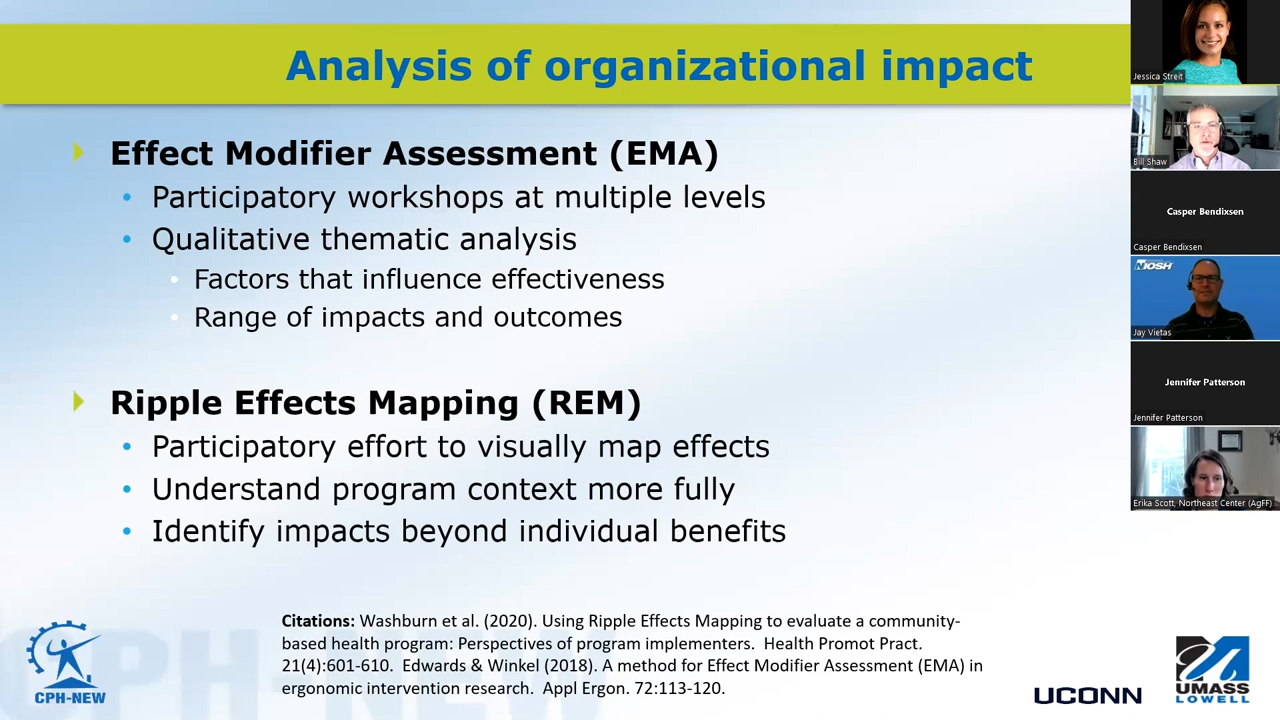 Analysis of organizational impact
Effect Modifier Assessment (EMA)
Participatory workshops at multiple levels
Qualitative thematic analysis
Factors that influence effectiveness
Range of impacts and outcomes
Ripple Effects Mapping (REM)
Participatory effort to visually map effects
Understand program context more fully
Identify impacts beyond individual benefits
Citations: Washburn et al. (2020). Using Ripple Effects Mapping to evaluate a community-
based health program: Perspectives of program implementers. Health Promot Pract.
21(4):601-610. Edwards & Winkel (2018). A method for Effect Modifier Assessment (EMA) in
ergonomic intervention research. Appl Ergon. 72:113-120.
CPH-NEW
CPH-NEW
UCONN
UMASS
LOWELL
Jessica Streit
Bill Shaw
Casper Bendixsen
Casper Bendixsen
NIOSH
Jay Vietas
Jennifer Patterson
Jennifer Patterson
Erika Scott, Northeast Center (AgFF)